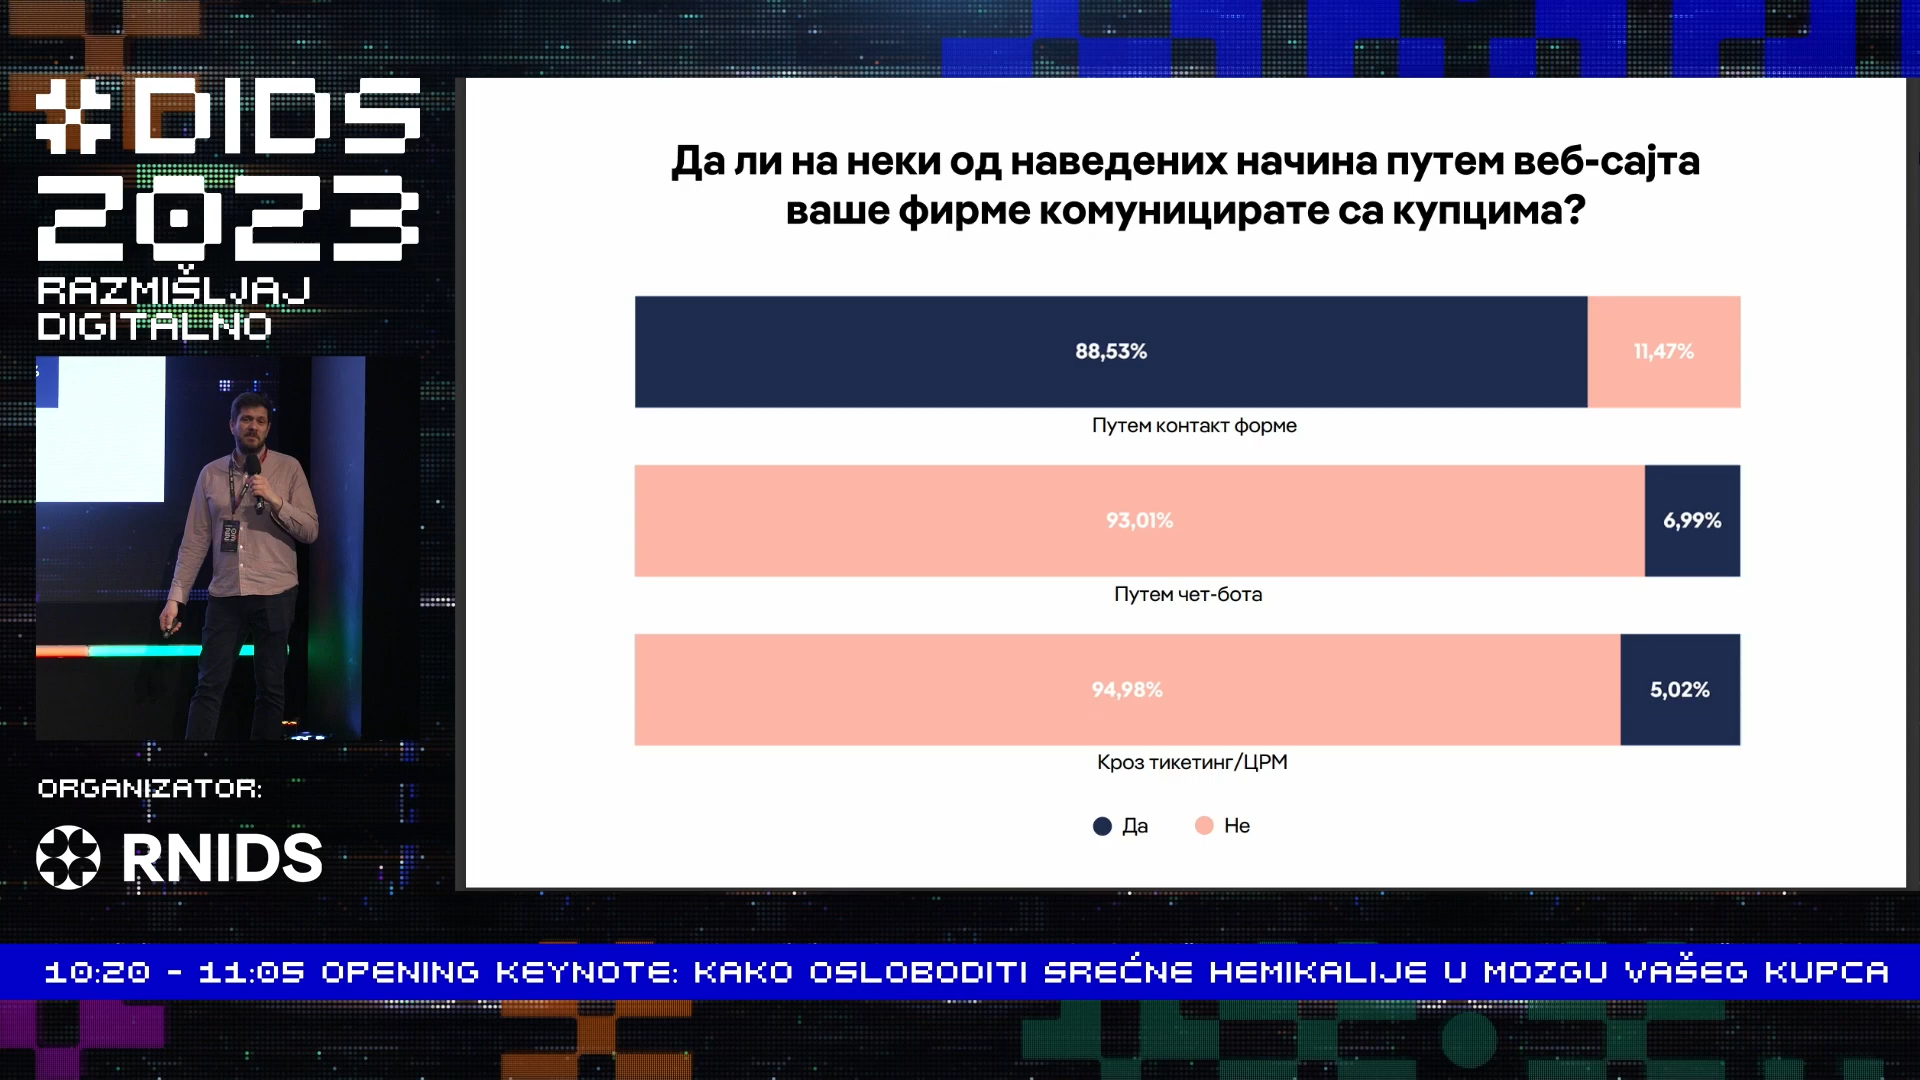 #DIDS
2023
RAZMIŠLJAJ
DIGITALNO
ORGANIZATOR:
RNIDS
Да ли на неки од наведених начина путем веб-сајта
ваше фирме комуницирате са купцима?
88,53%
11,47%
Путем контакт форме
93,01%
6,99%
Путем чет-бота
94,98%
5,02%
Кроз тикетинг/ЦРМ
Да
Не
10:20 - 11:05 OPENING KEYNOTE: KAKO OSLOBODITI SREĆNE HEMIKALIJE U MOZGU VAŠEG KUPCA